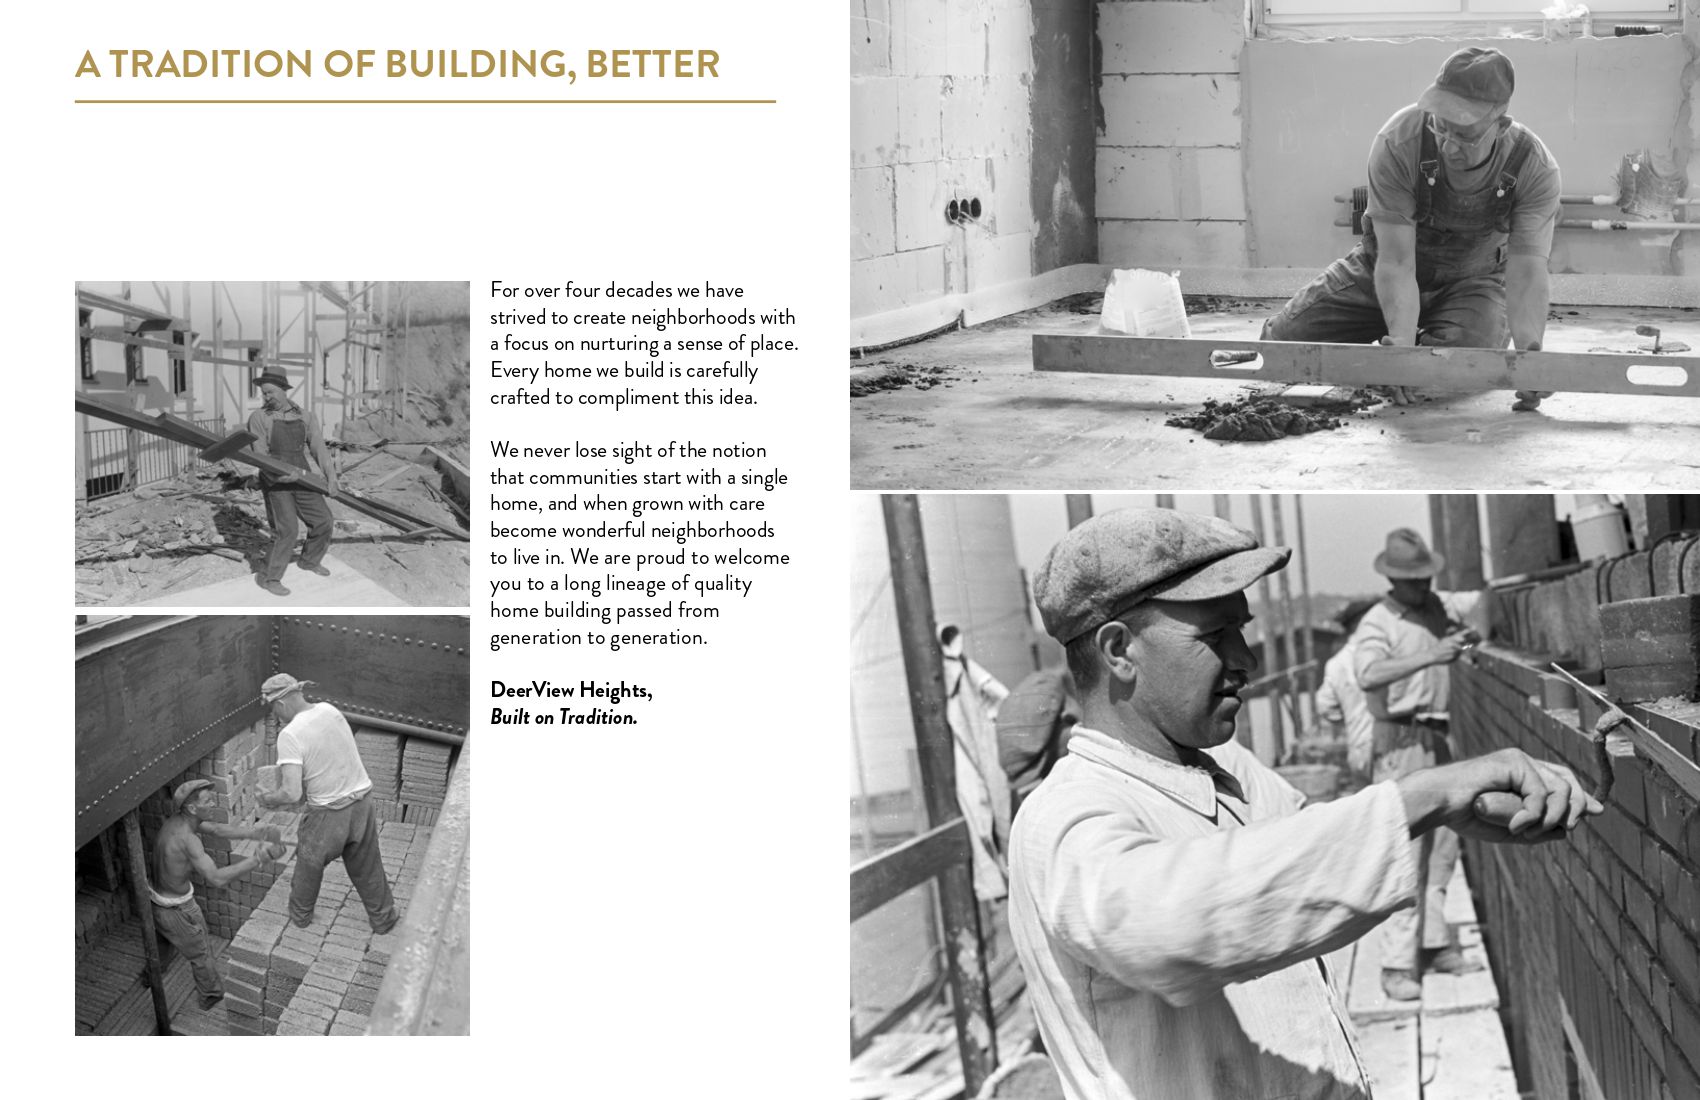 A TRADITION OF BUILDING, BETTER
For over four decades we have
strived to create neighborhoods with
a focus on nurturing a sense of place.
Every home we build is carefully
crafted to compliment this idea.
We never lose sight of the notion
that communities start with a single
home, and when grown with care
become wonderful neighborhoods
to live in. We are proud to welcome
you to a long lineage of quality
home building passed from
generation to generation.
DeerView Heights,
Built on Tradition.